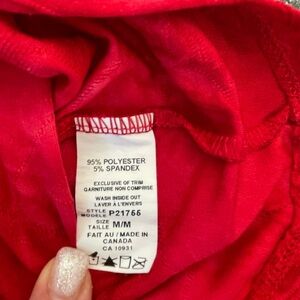 95% POLYESTER
5% SPANDEX
EXCLUSIVE OF TRIM
GARNITURE NON COMPRISE
WASH INSIDE OUT
LAVER À L'ENVERS
STYLE MODELE P21766
SIZE TAILLE M/M
FAIT AU / MADE IN
CANADA
CA 10931